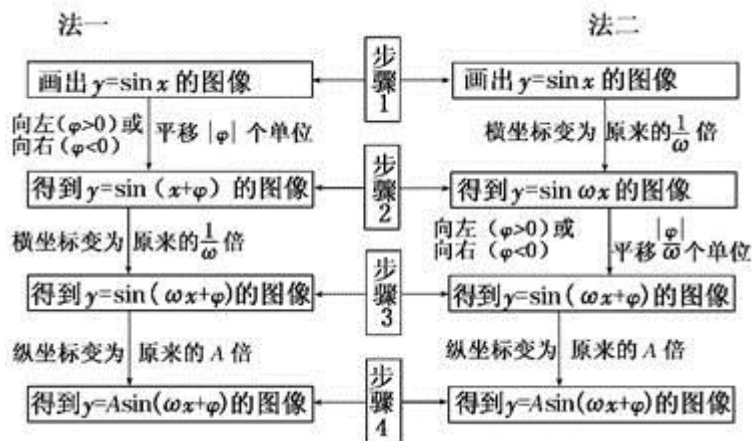 法一
法二
步骤1
画出y=sin x的图像
画出y=sin x的图像
向左(φ>0)或
向右(φ<0)
平移|φ|个单位
横坐标变为 原来的1/ω倍
步骤2
得到y=sin(x+φ)的图像
得到y=sin ωx的图像
横坐标变为 原来的1/ω倍
向左(φ>0)或
向右(φ<0)
平移|φ|/ω个单位
步骤3
得到y=sin(ωx+φ)的图像
得到y=sin(ωx+φ)的图像
纵坐标变为 原来的A倍
纵坐标变为 原来的A倍
步骤4
得到y=Asin(ωx+φ)的图像
得到y=Asin(ωx+φ)的图像